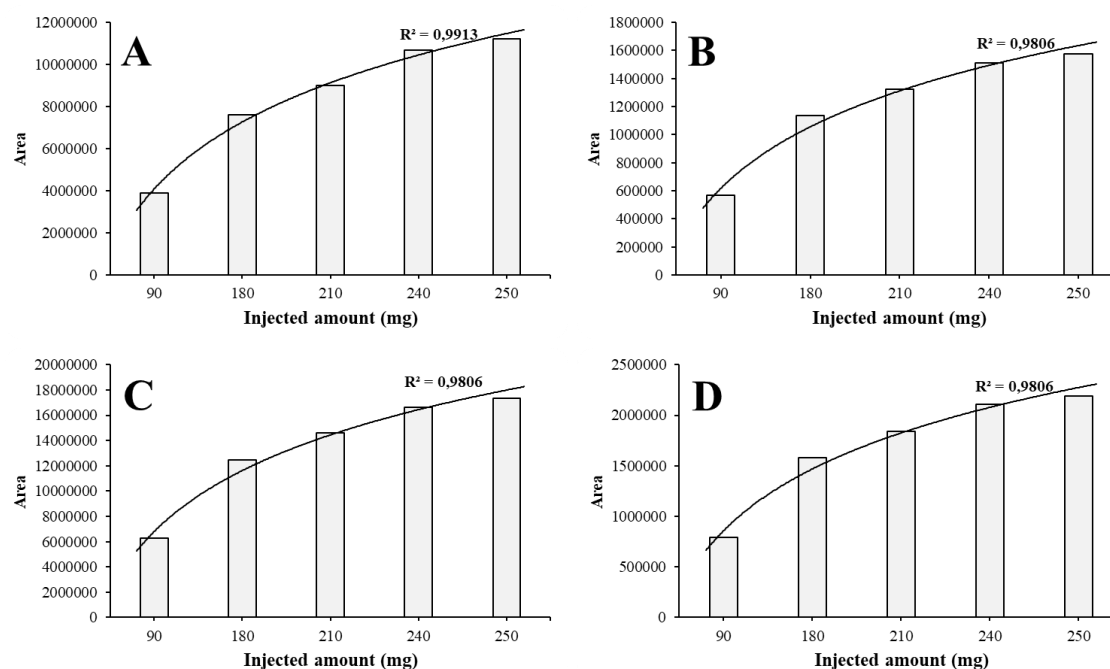 A
R² = 0,9913
12000000
10000000
8000000
6000000
4000000
2000000
0
Area
90 180 210 240 250
Injected amount (mg)
B
R² = 0,9806
1800000
1600000
1400000
1200000
1000000
800000
600000
400000
200000
0
Area
90 180 210 240 250
Injected amount (mg)
C
R² = 0,9806
20000000
18000000
16000000
14000000
12000000
10000000
8000000
6000000
4000000
2000000
0
Area
90 180 210 240 250
Injected amount (mg)
D
R² = 0,9806
2500000
2000000
1500000
1000000
500000
0
Area
90 180 210 240 250
Injected amount (mg)